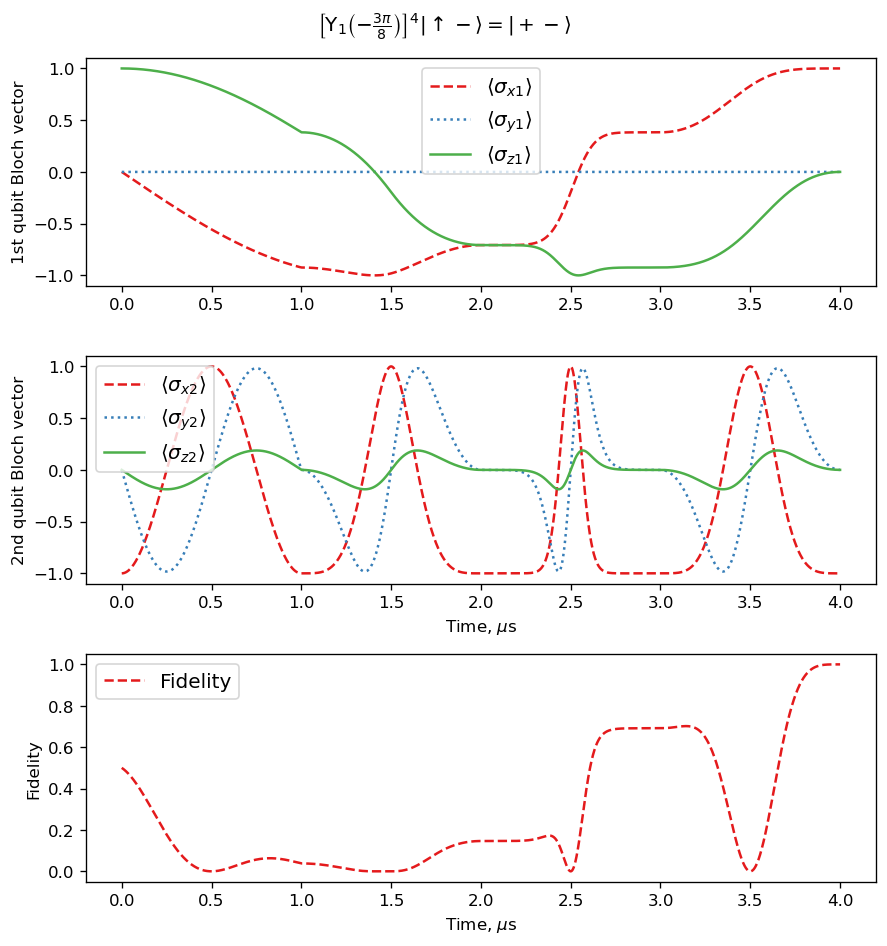 [Y₁(−3π/8)]⁴|↑ −⟩ = |+ −⟩
1st qubit Bloch vector
1.0
0.5
0.0
−0.5
−1.0
⟨σx1⟩
⟨σy1⟩
⟨σz1⟩
0.0 0.5 1.0 1.5 2.0 2.5 3.0 3.5 4.0
2nd qubit Bloch vector
1.0
0.5
0.0
−0.5
−1.0
⟨σx2⟩
⟨σy2⟩
⟨σz2⟩
0.0 0.5 1.0 1.5 2.0 2.5 3.0 3.5 4.0
Time, μs
Fidelity
1.0
0.8
0.6
0.4
0.2
0.0
Fidelity
0.0 0.5 1.0 1.5 2.0 2.5 3.0 3.5 4.0
Time, μs